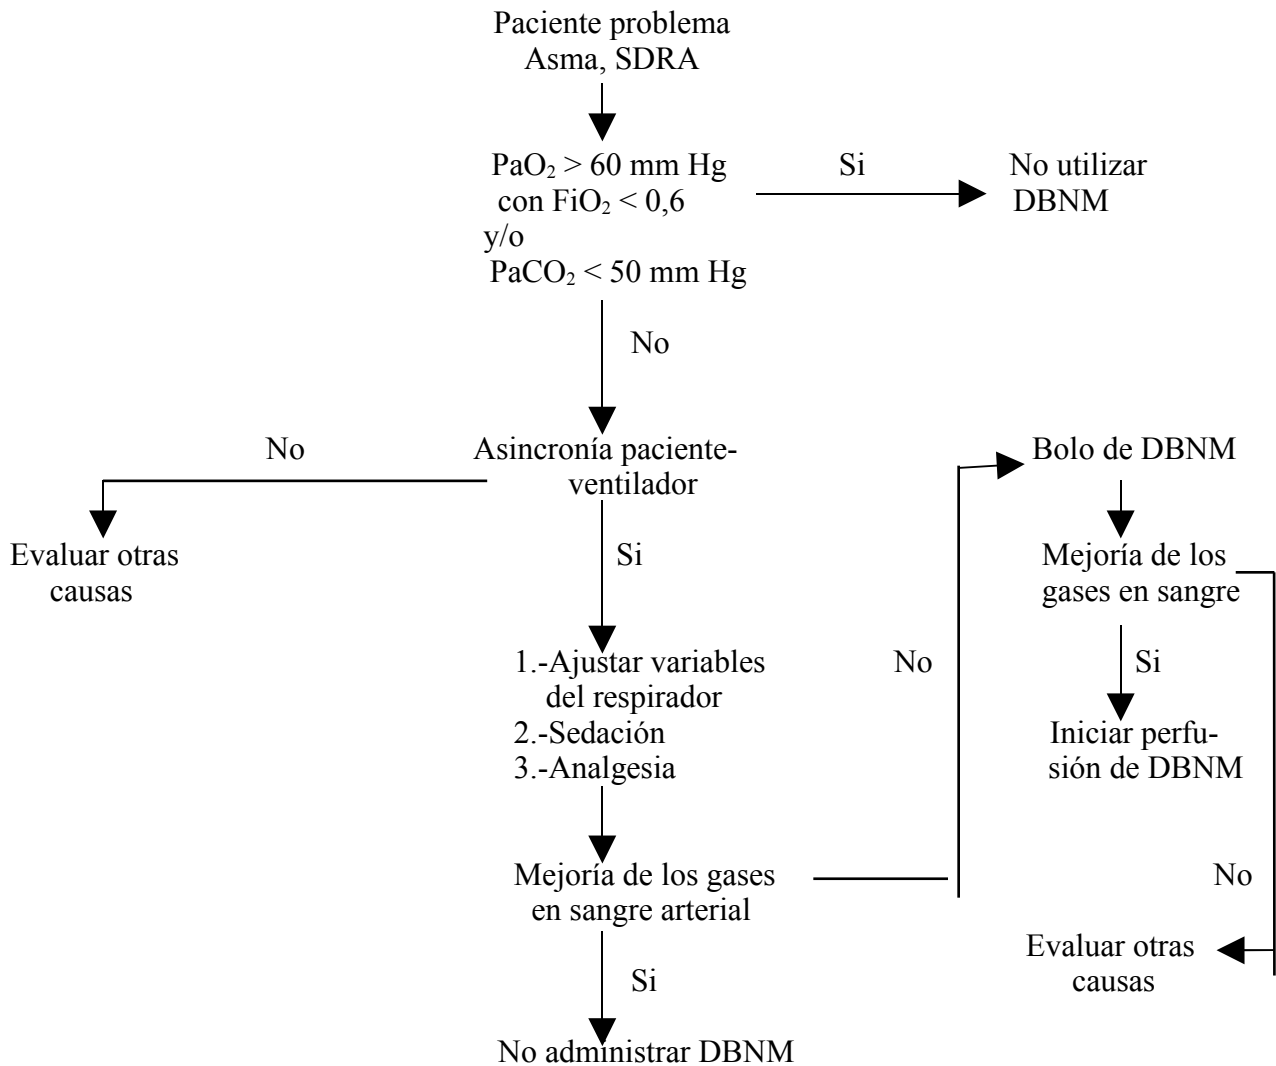 Paciente problema
Asma, SDRA
PaO₂ > 60 mm Hg
con FiO₂ < 0,6
y/o
PaCO₂ < 50 mm Hg
Si
No utilizar
DBNM
No
Asincronía paciente-
ventilador
No
Evaluar otras
causas
Si
1.-Ajustar variables
del respirador
2.-Sedación
3.-Analgesia
Mejoría de los gases
en sangre arterial
Si
No administrar DBNM
No
Bolo de DBNM
Mejoría de los
gases en sangre
Si
Iniciar perfu-
sión de DBNM
No
Evaluar otras
causas